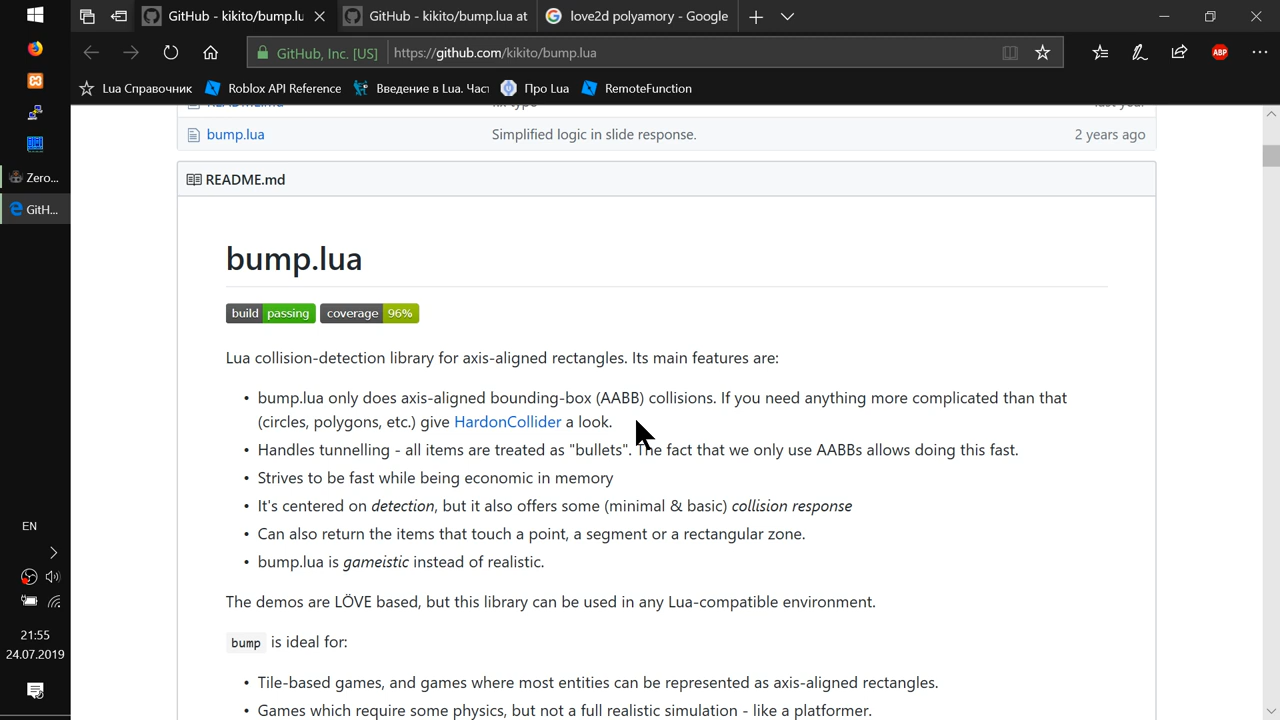 GitHub - kikito/bump.lu
GitHub - kikito/bump.lua at
love2d polyamory - Google
GitHub, Inc. [US]
https://github.com/kikito/bump.lua
ABP
Lua Справочник
Roblox API Reference
Введение в Lua. Част
Про Lua
RemoteFunction
Zero...
GitH...
EN
21:55
24.07.2019
README.md
last year
bump.lua
Simplified logic in slide response.
2 years ago
README.md
bump.lua
build passing
coverage 96%
Lua collision-detection library for axis-aligned rectangles. Its main features are:
• bump.lua only does axis-aligned bounding-box (AABB) collisions. If you need anything more complicated than that
(circles, polygons, etc.) give HardonCollider a look.
• Handles tunnelling - all items are treated as "bullets". The fact that we only use AABBs allows doing this fast.
• Strives to be fast while being economic in memory
• It's centered on detection, but it also offers some (minimal & basic) collision response
• Can also return the items that touch a point, a segment or a rectangular zone.
• bump.lua is gameistic instead of realistic.
The demos are LÖVE based, but this library can be used in any Lua-compatible environment.
bump is ideal for:
• Tile-based games, and games where most entities can be represented as axis-aligned rectangles.
• Games which require some physics, but not a full realistic simulation - like a platformer.